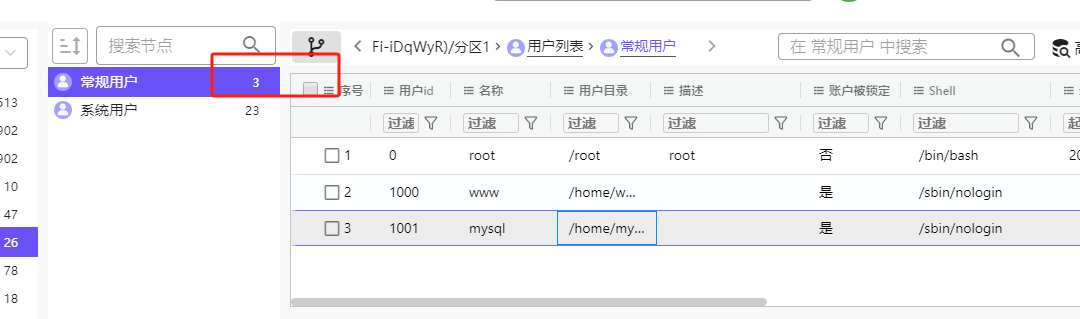 513
902
902
10
47
26
78
18
搜索节点
常规用户 3
系统用户 23
Fi-iDqWyR)/分区1 用户列表 常规用户
在 常规用户 中搜索
序号 用户id 名称 用户目录 描述 账户被锁定 Shell
过滤 过滤 过滤 过滤 过滤 过滤
1 0 root /root root 否 /bin/bash 20
2 1000 www /home/w... 是 /sbin/nologin
3 1001 mysql /home/my... 是 /sbin/nologin